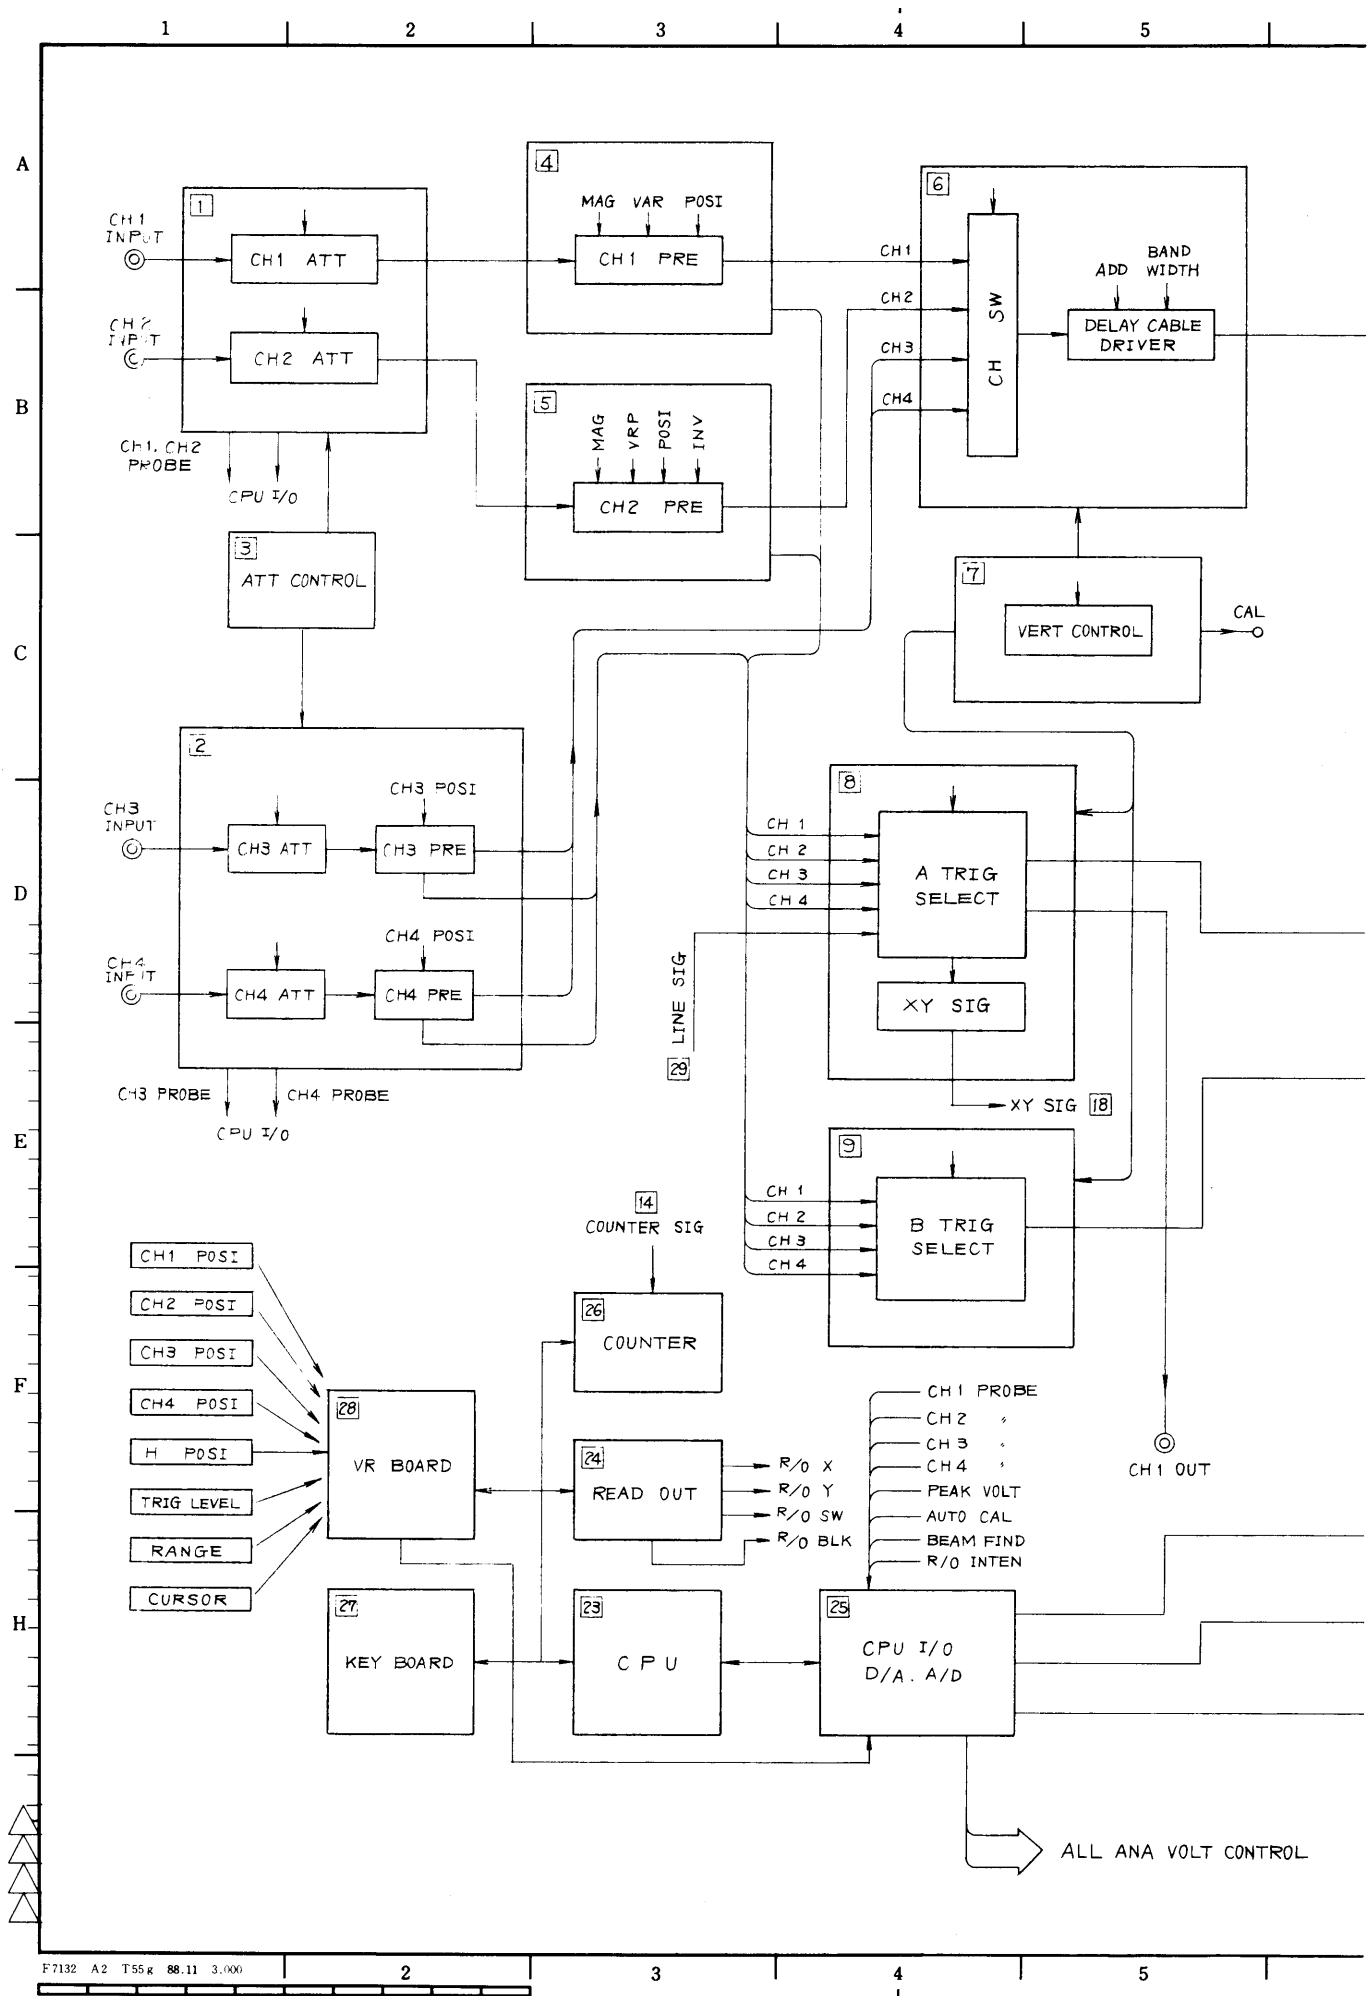 1 2 3 4 5
A
4
6
1
MAG VAR POSI
CH1
INPUT
CH1 ATT
CH1 PRE
CH1
BAND
ADD WIDTH
CH2
INPUT
CH2
CH SW
DELAY CABLE
DRIVER
CH2 ATT
CH3
CH4
B
5
MAG VRP POSI INV
CH1, CH2
PROBE
CPU I/O
CH2 PRE
3
ATT CONTROL
7
VERT CONTROL
CAL
C
2
8
CH3 POSI
CH3
INPUT
CH3 ATT
CH3 PRE
CH 1
CH 2
CH 3
CH 4
A TRIG
SELECT
D
CH4 POSI
CH4
INPUT
CH4 ATT
CH4 PRE
LINE SIG
29
XY SIG
CH3 PROBE
CH4 PROBE
CPU I/O
XY SIG 18
E
9
14
COUNTER SIG
CH 1
CH 2
CH 3
CH 4
B TRIG
SELECT
CH1 POSI
CH2 POSI
CH3 POSI
CH4 POSI
H POSI
TRIG LEVEL
RANGE
CURSOR
26
COUNTER
F
28
VR BOARD
24
READ OUT
R/O X
R/O Y
R/O SW
R/O BLK
CH1 PROBE
CH2 〃
CH3 〃
CH4 〃
PEAK VOLT
AUTO CAL
BEAM FIND
R/O INTEN
CH1 OUT
H
27
KEY BOARD
23
CPU
25
CPU I/O
D/A. A/D
ALL ANA VOLT CONTROL
F7132 A2 T55g 88.11 3.000
2 3 4 5